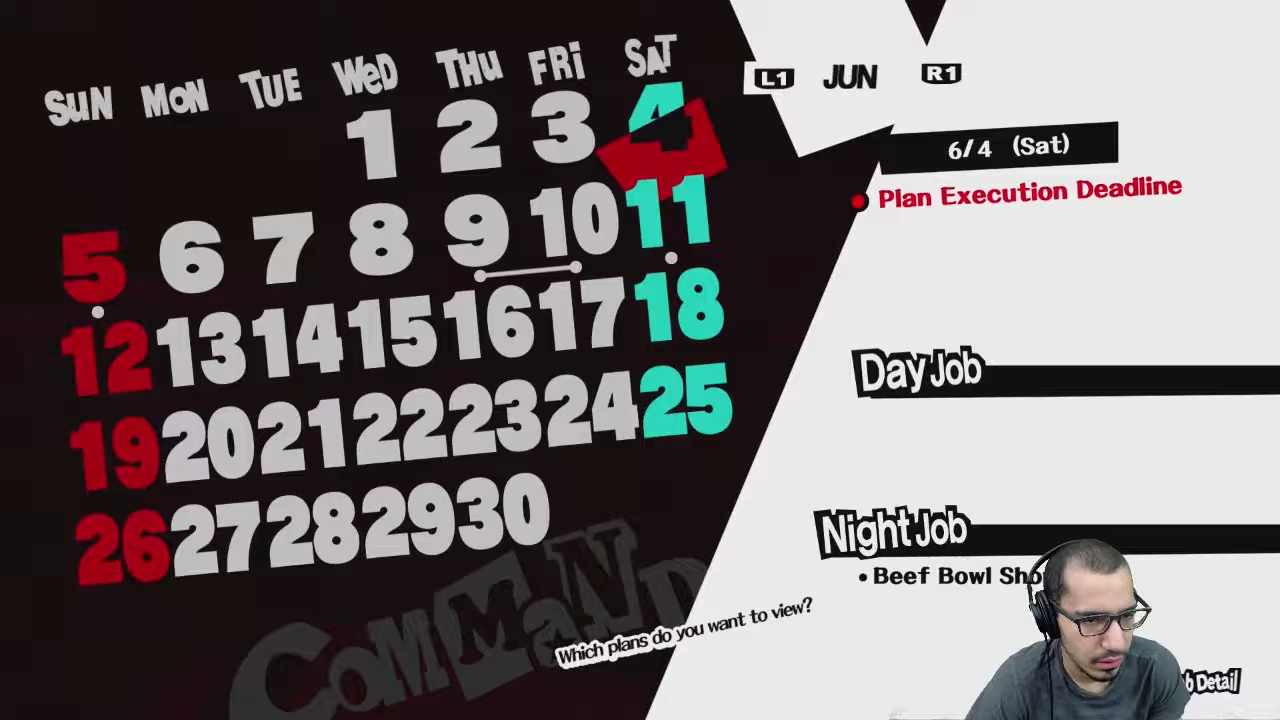 SUN MON TUE WeD THu FRi SAT
1 2 3 4
5 6 7 8 9 10 11
12 13 14 15 16 17 18
19 20 21 22 23 24 25
26 27 28 29 30
COMMaND
Which plans do you want to view?
L1 JUN R1
6/4 (Sat)
Plan Execution Deadline
Day Job
Night Job
• Beef Bowl
Detail